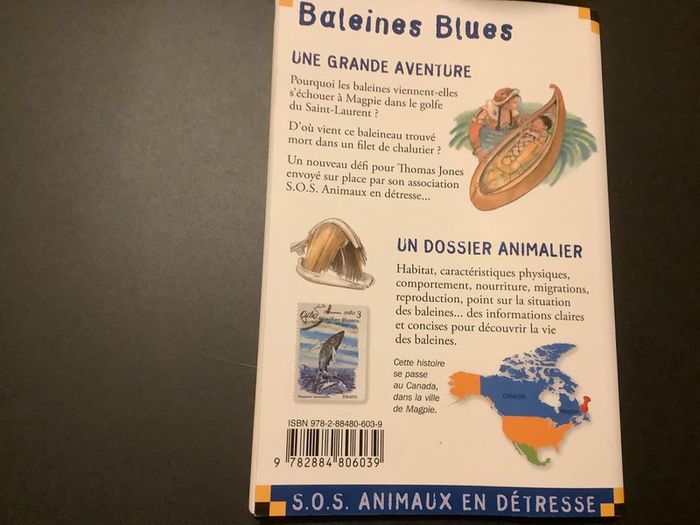 Baleines Blues
UNE GRANDE AVENTURE
Pourquoi les baleines viennent-elles
s'échouer à Magpie dans le golfe
du Saint-Laurent ?
D'où vient ce baleineau trouvé
mort dans un filet de chalutier ?
Un nouveau défi pour Thomas Jones
envoyé sur place par son association
S.O.S. Animaux en détresse...
UN DOSSIER ANIMALIER
Habitat, caractéristiques physiques,
comportement, nourriture, migrations,
reproduction, point sur la situation
des baleines... des informations claires
et concises pour découvrir la vie
des baleines.
Cuba
1980 3
Cette histoire
se passe
au Canada,
dans la ville
de Magpie.
CANADA
ISBN 978-2-88480-603-9
9 782884 806039
S.O.S. ANIMAUX EN DÉTRESSE